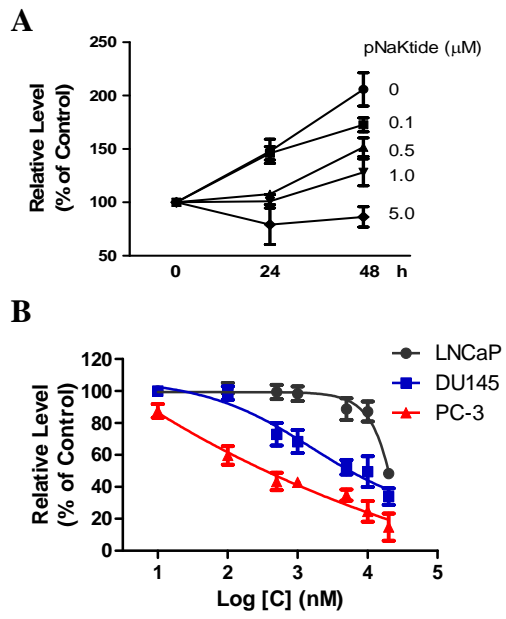 A
pNaKtide (μM)
Relative Level
(% of Control)
250
200
150
100
50
0
0.1
0.5
1.0
5.0
0 24 48 h
B
Relative Level
(% of Control)
120
100
80
60
40
20
0
LNCaP
DU145
PC-3
1 2 3 4 5
Log [C] (nM)